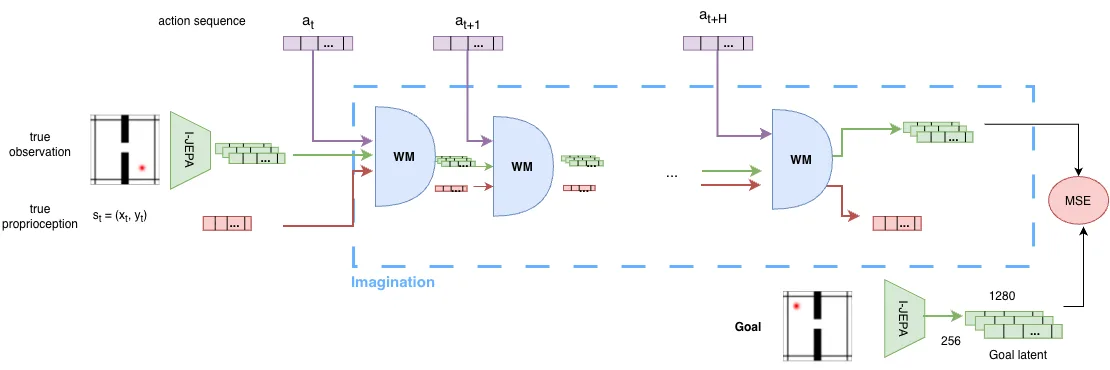 action sequence
a_t
a_{t+1}
a_{t+H}
...
...
...
true
observation
I-JEPA
...
WM
...
WM
...
WM
...
...
...
...
MSE
true
proprioception
s_t = (x_t, y_t)
...
...
Imagination
Goal
I-JEPA
1280
256
...
Goal latent